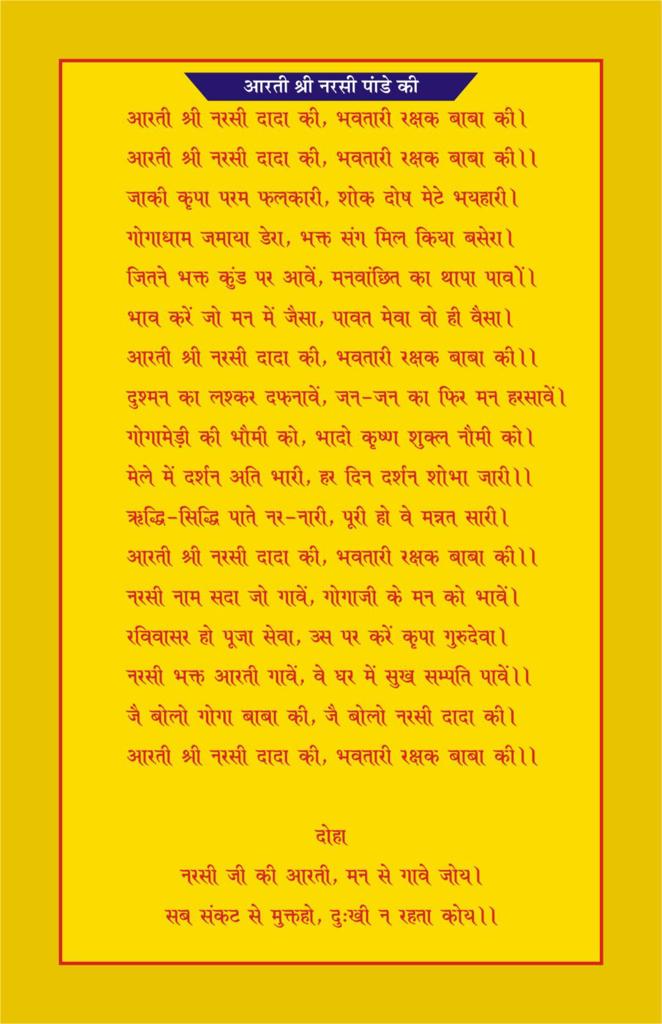 आरती श्री नरसी पांडे की
आरती श्री नरसी दादा की, भवतारी रक्षक बाबा की।
आरती श्री नरसी दादा की, भवतारी रक्षक बाबा की।।
जाकी कृपा परम फलकारी, शोक दोष मेटे भयहारी।
गोगाधाम जमाया डेरा, भक्त संग मिल किया बसेरा।
जितने भक्त कुंड पर आवें, मनवांछित का थापा पावों।।
भाव करें जो मन में जैसा, पावत मेवा वो ही वैसा।
आरती श्री नरसी दादा की, भवतारी रक्षक बाबा की।।
दुश्मन का लश्कर दफनावें, जन-जन का फिर मन हरसावें।
गोगामेड़ी की भौमी को, भादो कृष्ण शुक्ल नौमी को।
मेले में दर्शन अति भारी, हर दिन दर्शन शोभा जारी।।
ऋद्धि-सिद्धि पाते नर-नारी, पूरी हो वे मन्नत सारी।
आरती श्री नरसी दादा की, भवतारी रक्षक बाबा की।।
नरसी नाम सदा जो गावें, गोगाजी के मन को भावें।
रविवासर हो पूजा सेवा, उस पर करें कृपा गुरुदेवा।
नरसी भक्त आरती गावें, वे घर में सुख सम्पति पावें।।
जै बोलो गोगा बाबा की, जै बोलो नरसी दादा की।
आरती श्री नरसी दादा की, भवतारी रक्षक बाबा की।।
दोहा
नरसी जी की आरती, मन से गावे जोय।
सब संकट से मुक्तहो, दुःखी न रहता कोय।।